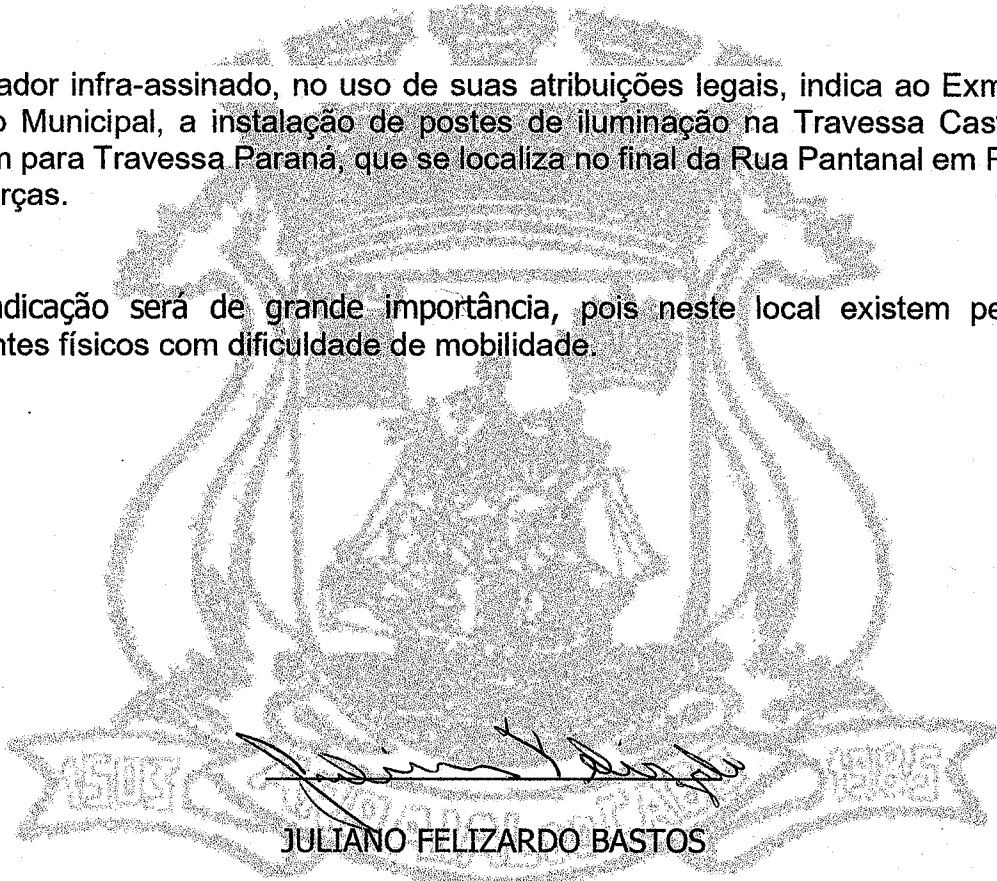 ador infra-assinado, no uso de suas atribuições legais, indica ao Exm
o Municipal, a instalação de postes de iluminação na Travessa Cas
n para Travessa Paraná, que se localiza no final da Rua Pantanal em P
rças.
ndicação será de grande importância, pois neste local existem pe
ntes físicos com dificuldade de mobilidade.
JULIANO FELIZARDO BASTOS